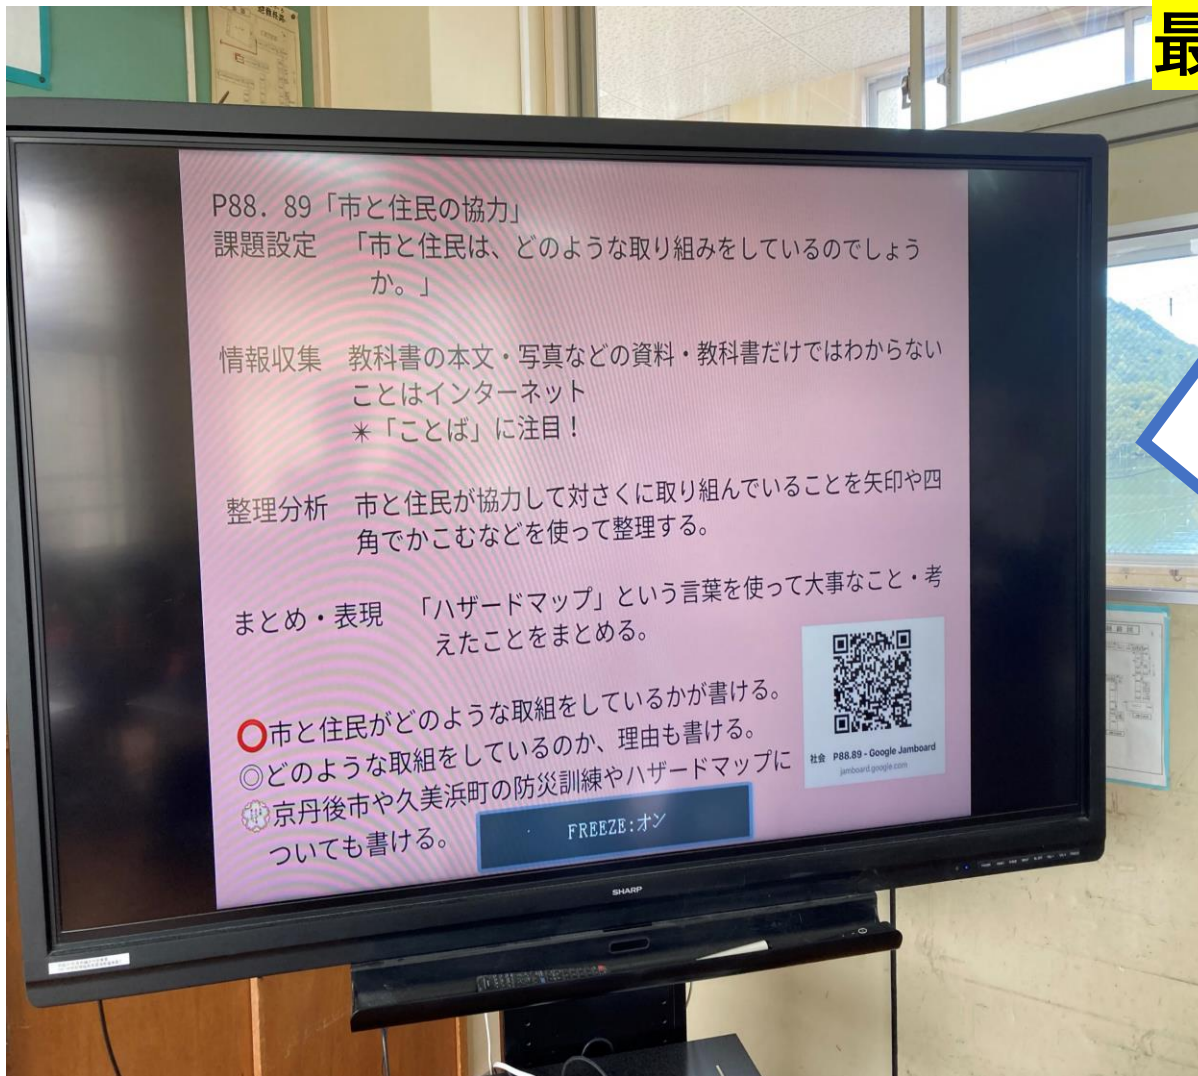 最
P88．89「市と住民の協力」
課題設定　「市と住民は、どのような取り組みをしているのでしょう
か。」
情報収集　教科書の本文・写真などの資料・教科書だけではわからない
ことはインターネット
＊「ことば」に注目！
整理分析　市と住民が協力して対さくに取り組んでいることを矢印や四
角でかこむなどを使って整理する。
まとめ・表現　「ハザードマップ」という言葉を使って大事なこと・考
えたことをまとめる。
⭕市と住民がどのような取組をしているかが書ける。
◎どのような取組をしているのか、理由も書ける。
💮京丹後市や久美浜町の防災訓練やハザードマップに
ついても書ける。
社会　P88.89 - Google Jamboard
jamboard.google.com
FREEZE:オン
SHARP